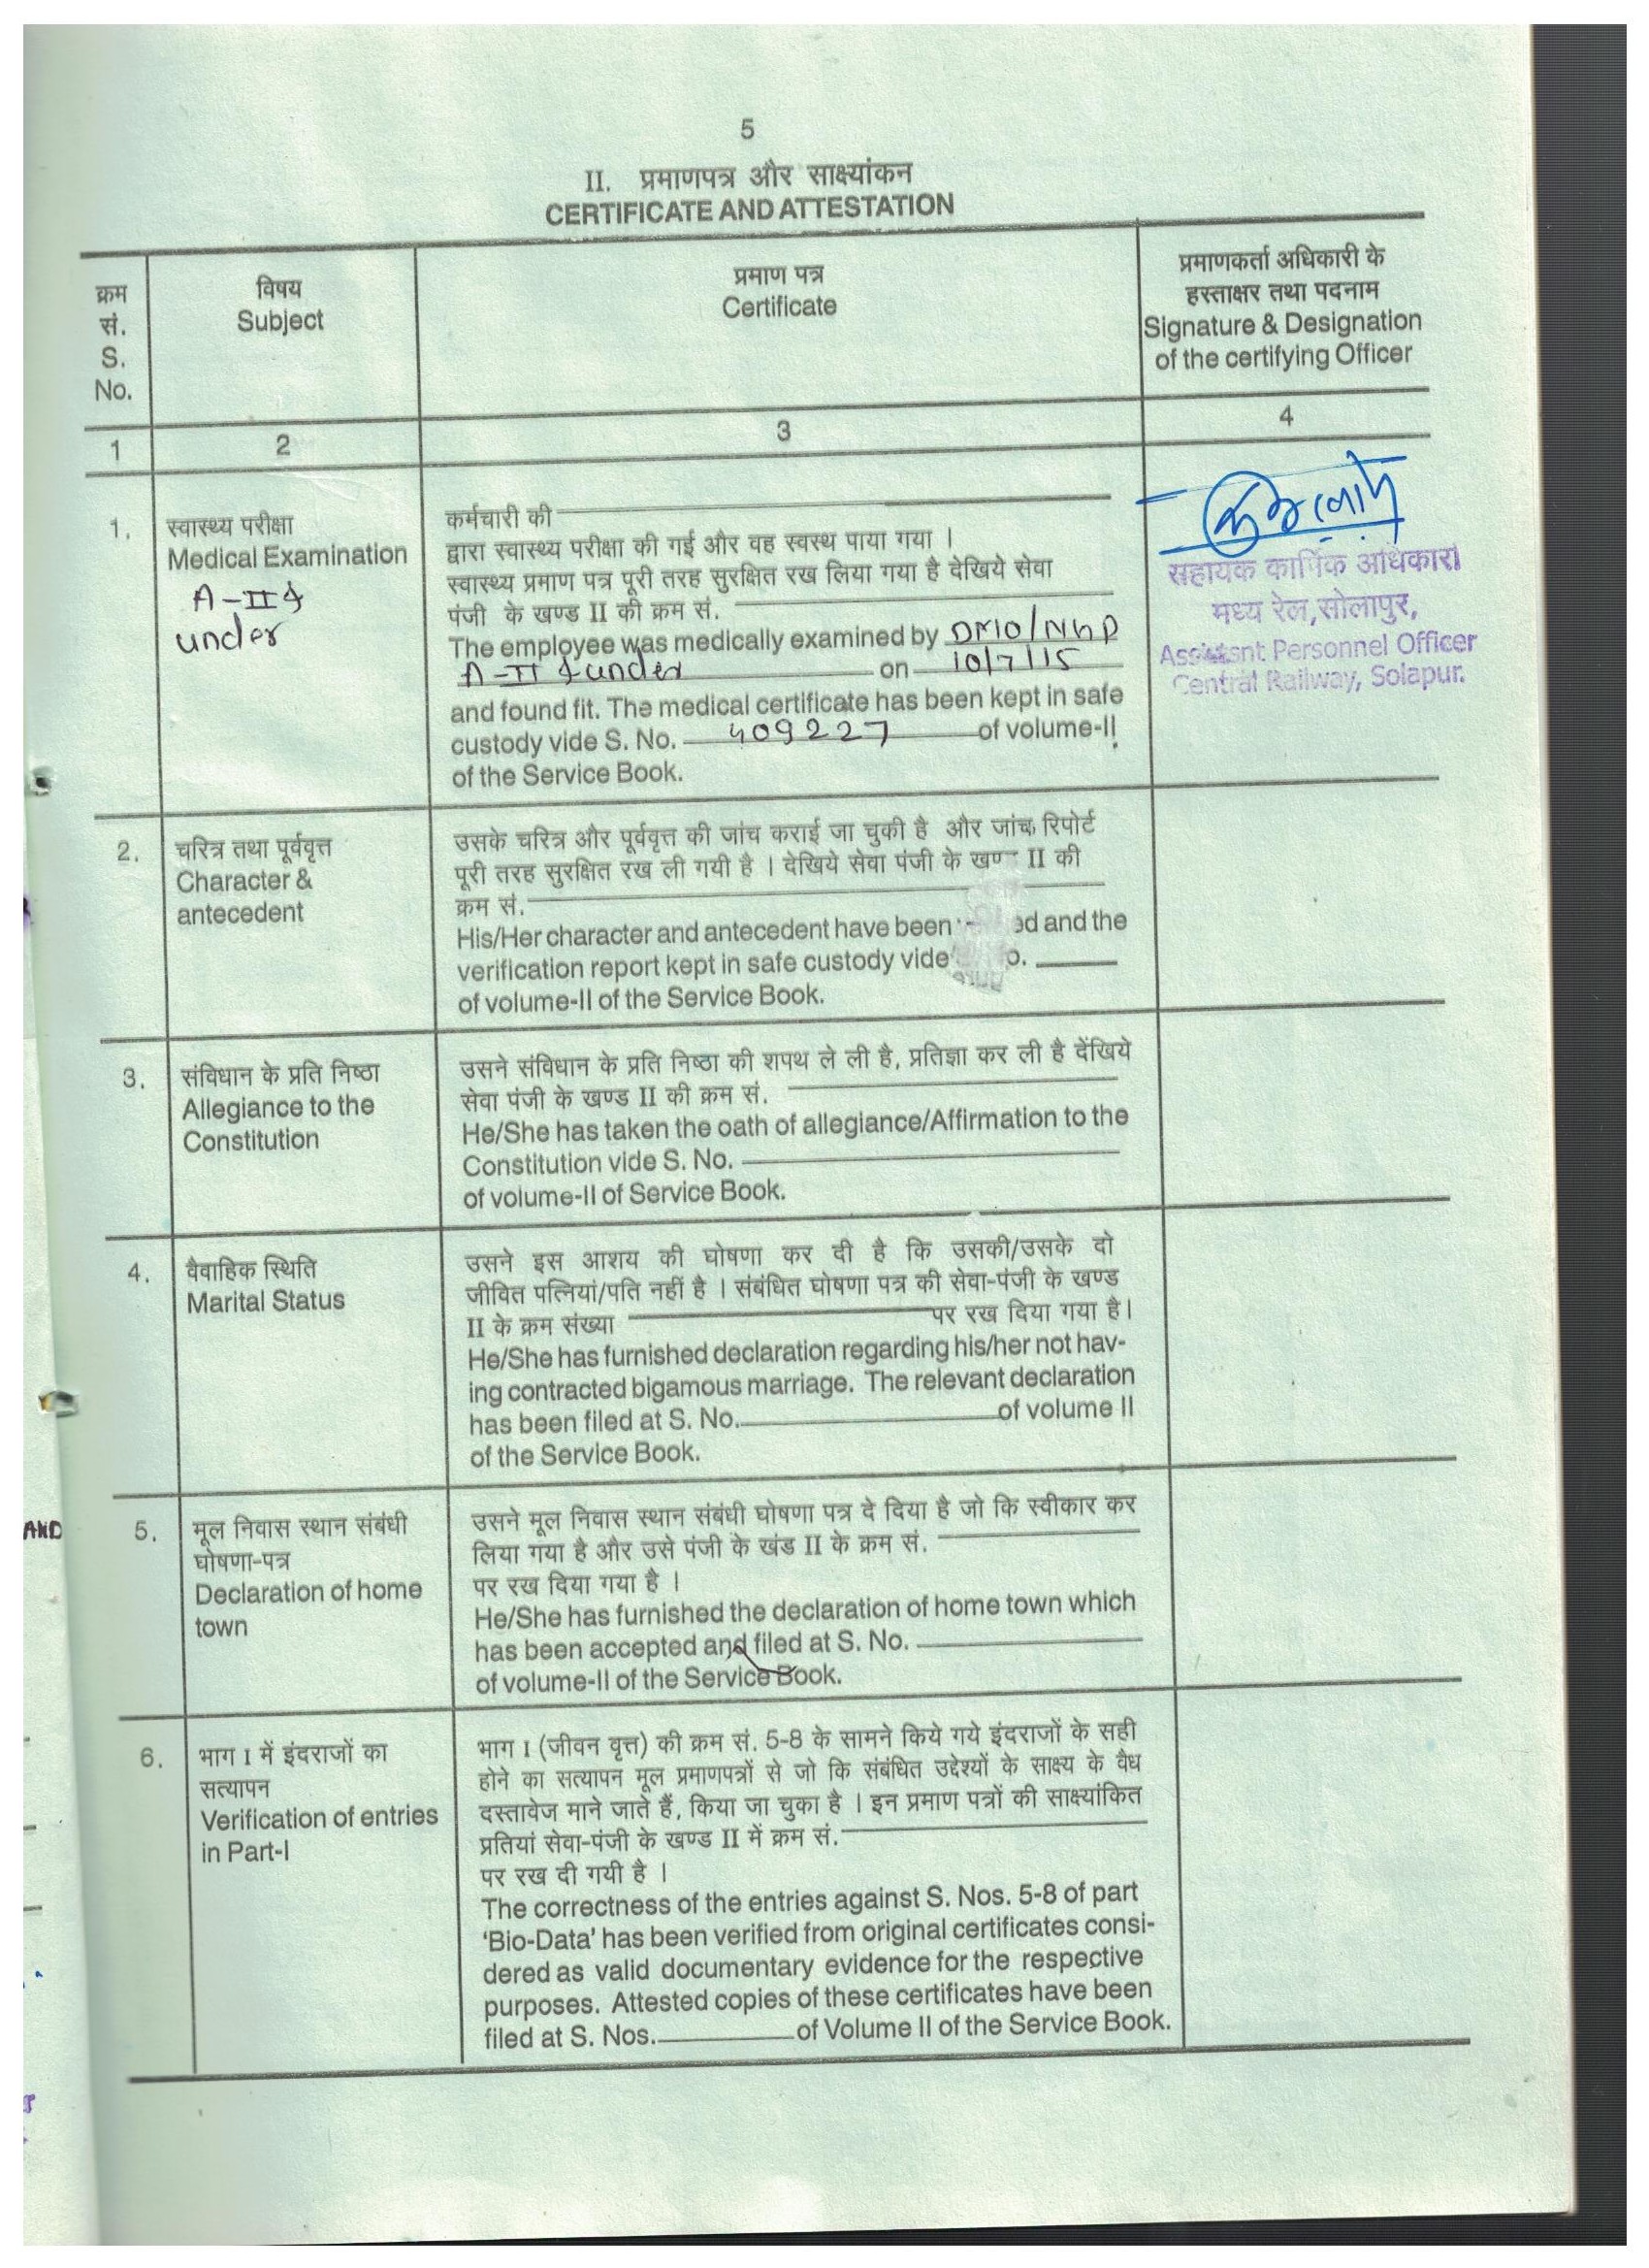 5
II. प्रमाणपत्र और साक्ष्यांकन
CERTIFICATE AND ATTESTATION
क्रम
सं.
S.
No.
विषय
Subject
प्रमाण पत्र
Certificate
प्रमाणकर्ता अधिकारी के
हस्ताक्षर तथा पदनाम
Signature & Designation
of the certifying Officer
1 2 3 4
1.
स्वास्थ्य परीक्षा
Medical Examination
A-II &
under
कर्मचारी की
द्वारा स्वास्थ्य परीक्षा की गई और वह स्वस्थ पाया गया ।
स्वास्थ्य प्रमाण पत्र पूरी तरह सुरक्षित रख लिया गया है देखिये सेवा
पंजी के खण्ड II की क्रम सं.
The employee was medically examined by DMO/
A-II & under on 10/7/15
and found fit. The medical certificate has been kept in safe
custody vide S. No. 409227 of volume-II
of the Service Book.
सहायक कार्मिक अधिकारी
मध्य रेल,सोलापुर,
Assistsnt Personnel Officer
Central Railway, Solapur.
2.
चरित्र तथा पूर्ववृत्त
Character &
antecedent
उसके चरित्र और पूर्ववृत्त की जांच कराई जा चुकी है और जांच रिपोर्ट
पूरी तरह सुरक्षित रख ली गयी है । देखिये सेवा पंजी के II की
क्रम सं.
His/Her character and antecedent have been and the
verification report kept in safe custody vide
of volume-II of the Service Book.
3.
संविधान के प्रति निष्ठा
Allegiance to the
Constitution
उसने संविधान के प्रति निष्ठा की शपथ ले ली है, प्रतिज्ञा कर ली है देंखिये
सेवा पंजी के खण्ड II की क्रम सं.
He/She has taken the oath of allegiance/Affirmation to the
Constitution vide S. No.
of volume-II of Service Book.
4.
वैवाहिक स्थिति
Marital Status
उसने इस आशय की घोषणा कर दी है कि उसकी/उसके दो
जीवित पत्नियां/पति नहीं है । संबंधित घोषणा पत्र की सेवा-पंजी के खण्ड
II के क्रम संख्या पर रख दिया गया है।
He/She has furnished declaration regarding his/her not hav-
ing contracted bigamous marriage. The relevant declaration
has been filed at S. No. of volume II
of the Service Book.
AND
5.
मूल निवास स्थान संबंधी
घोषणा-पत्र
Declaration of home
town
उसने मूल निवास स्थान संबंधी घोषणा पत्र दे दिया है जो कि स्वीकार कर
लिया गया है और उसे पंजी के खंड II के क्रम सं.
पर रख दिया गया है ।
He/She has furnished the declaration of home town which
has been accepted and filed at S. No.
of volume-II of the Service Book.
6.
भाग I में इंदराजों का
सत्यापन
Verification of entries
in Part-I
भाग I (जीवन वृत्त) की क्रम सं. 5-8 के सामने किये गये इंदराजों के सही
होने का सत्यापन मूल प्रमाणपत्रों से जो कि संबंधित उद्देश्यों के साक्ष्य के वैध
दस्तावेज माने जाते हैं, किया जा चुका है । इन प्रमाण पत्रों की साक्ष्यांकित
प्रतियां सेवा-पंजी के खण्ड II में क्रम सं.
पर रख दी गयी है ।
The correctness of the entries against S. Nos. 5-8 of part
‘Bio-Data’ has been verified from original certificates consi-
dered as valid documentary evidence for the respective
purposes. Attested copies of these certificates have been
filed at S. Nos. of Volume II of the Service Book.